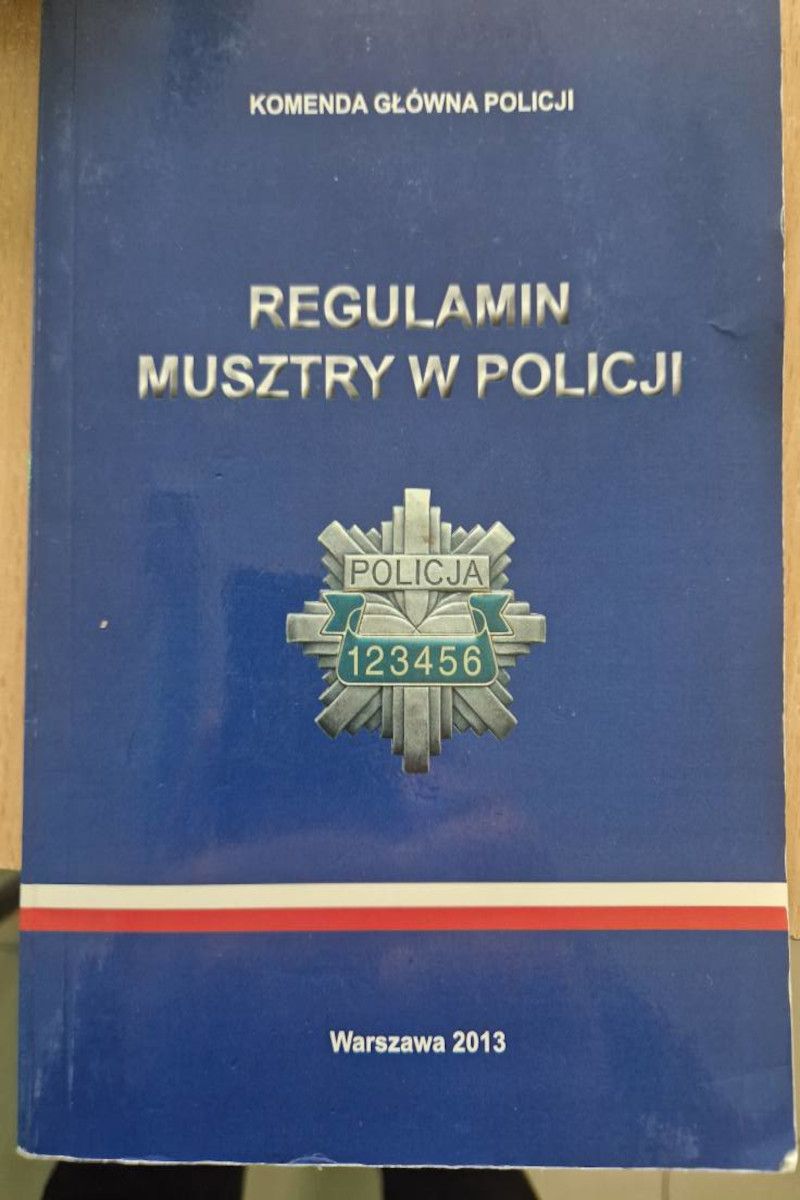 KOMENDA GŁÓWNA POLICJI
REGULAMIN
MUSZTRY W POLICJI
POLICJA
123456
Warszawa 2013